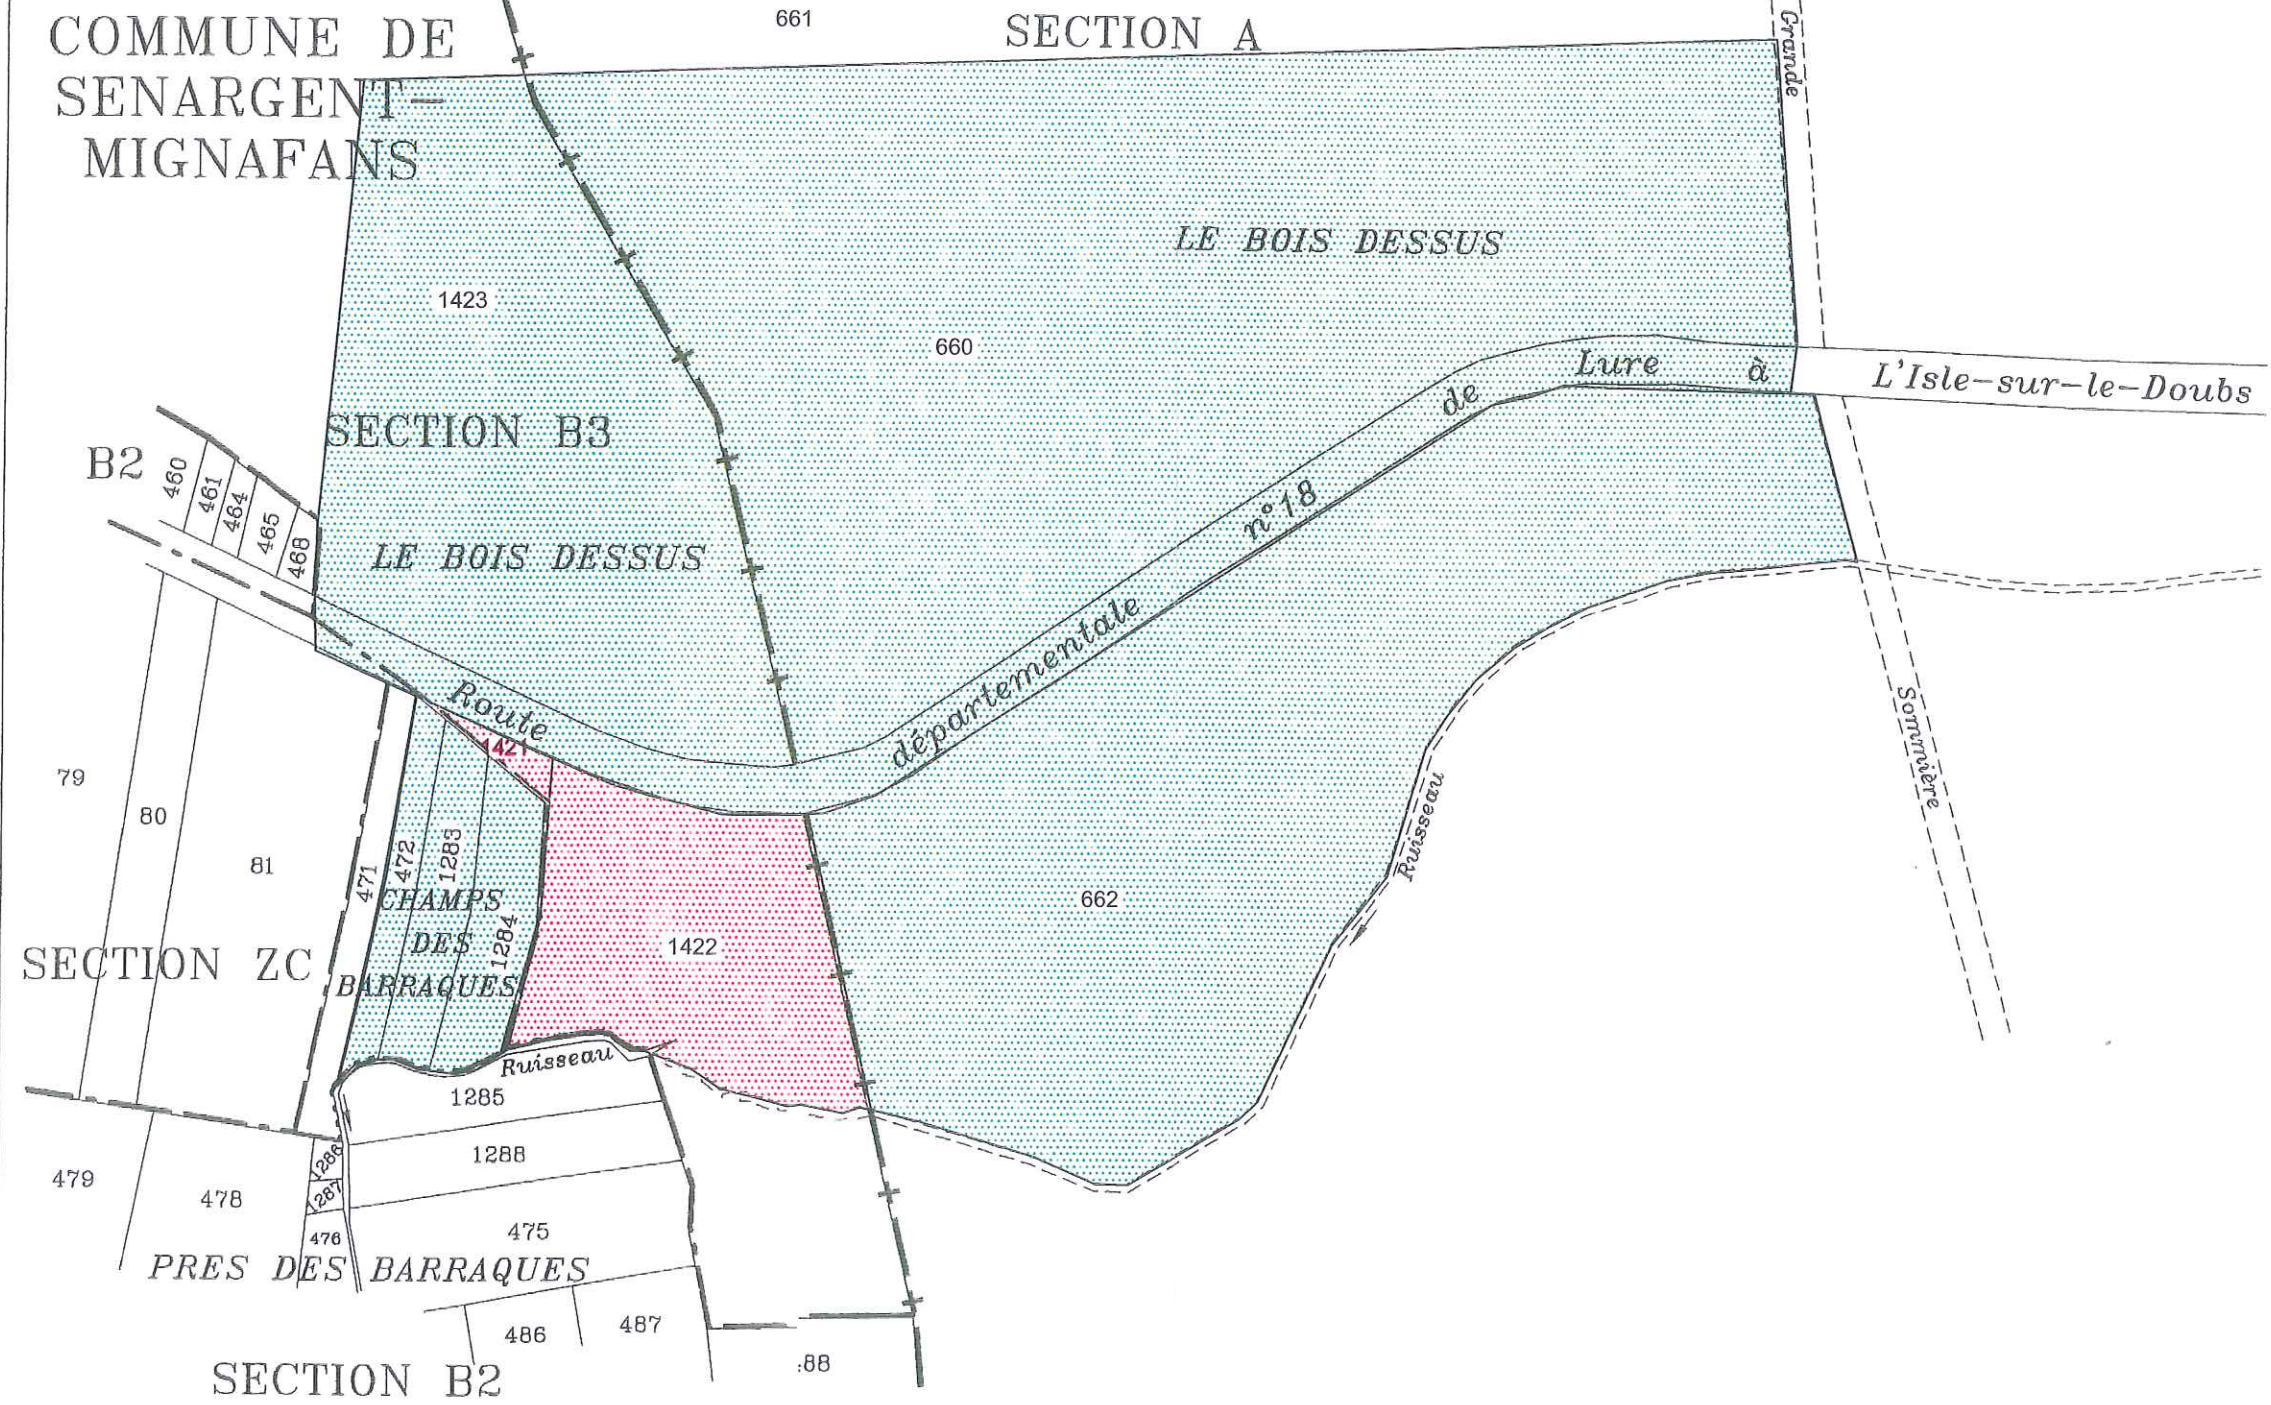 COMMUNE DE
SENARGENT-
MIGNAFANS
661
SECTION A
Grande
LE BOIS DESSUS
1423
660
Route départementale n°18 de Lure à L'Isle-sur-le-Doubs
SECTION B3
B2
460
461
464
465
468
LE BOIS DESSUS
1421
79
80
81
471
472
1283
1284
CHAMPS
DES
BARRAQUES
1422
662
Ruisseau
Sommière
SECTION ZC
Ruisseau
1285
1288
1286
1287
479
478
476
475
PRES DES BARRAQUES
486
487
:88
SECTION B2